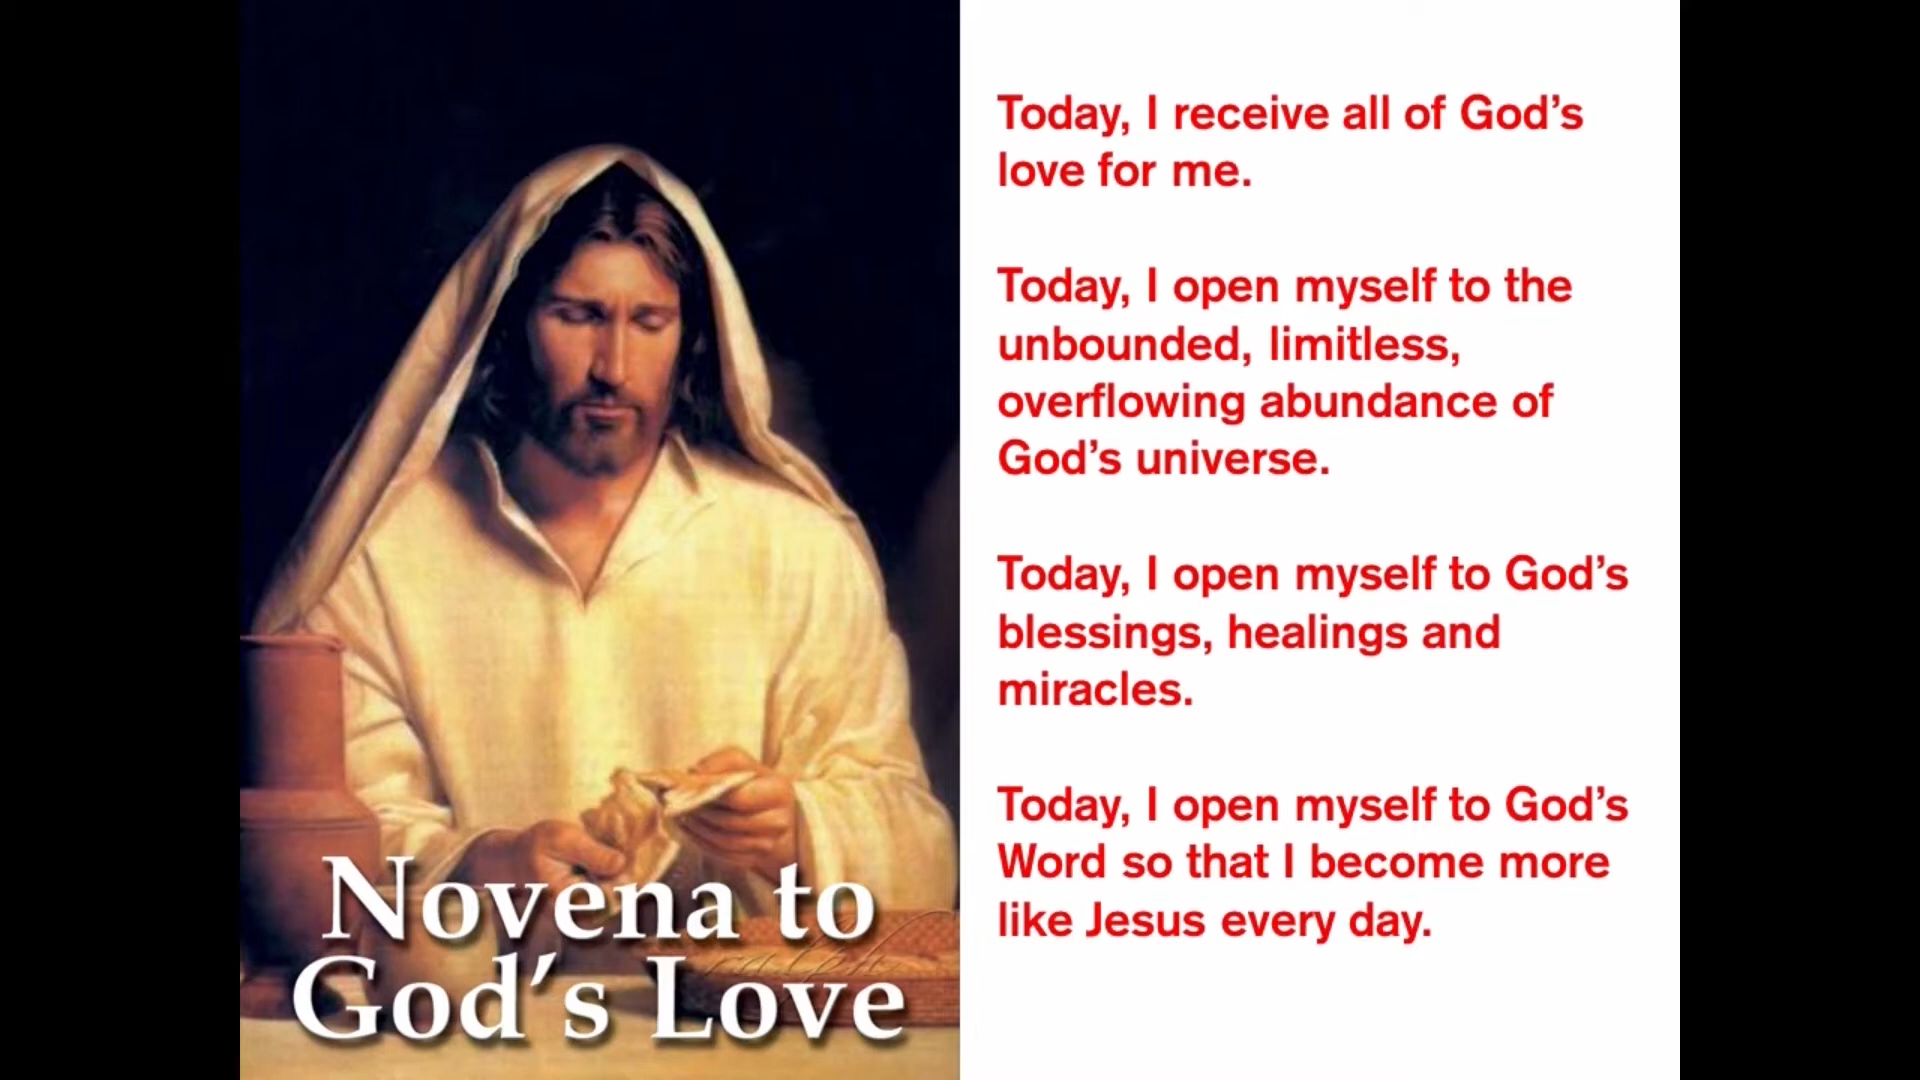 Today, I receive all of God’s
love for me.
Today, I open myself to the
unbounded, limitless,
overflowing abundance of
God’s universe.
Today, I open myself to God’s
blessings, healings and
miracles.
Today, I open myself to God’s
Word so that I become more
like Jesus every day.
Novena to
God’s Love
ralph